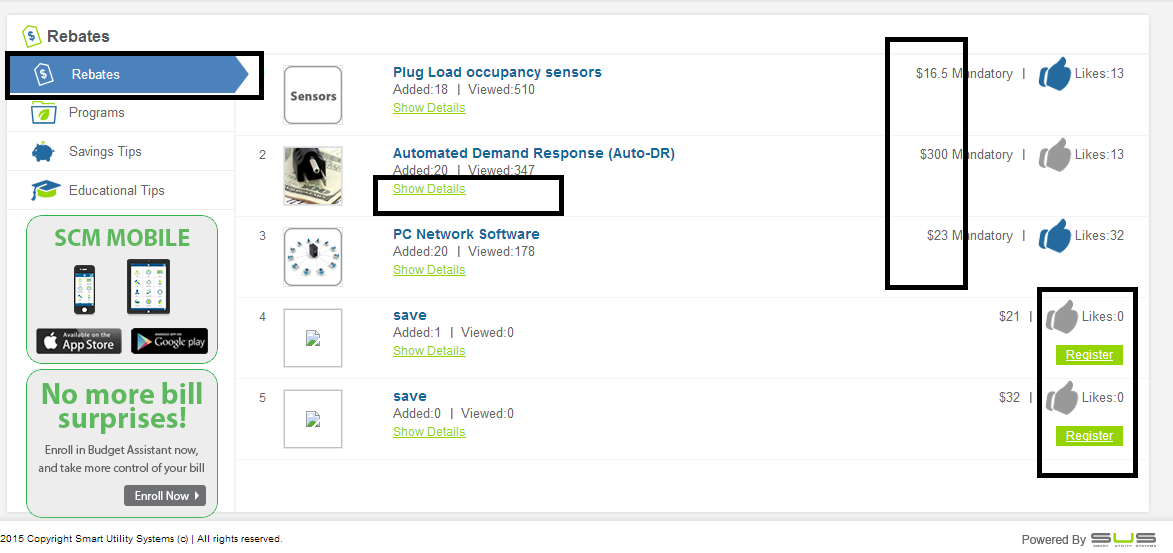 Rebates
Rebates
Programs
Savings Tips
Educational Tips
SCM MOBILE
Available on the
App Store
ANDROID APP ON
Google play
No more bill
surprises!
Enroll in Budget Assistant now,
and take more control of your bill
Enroll Now
Sensors
Plug Load occupancy sensors
Added:18 | Viewed:510
Show Details
$16.5 Mandatory | Likes:13
2
Automated Demand Response (Auto-DR)
Added:20 | Viewed:347
Show Details
$300 Mandatory | Likes:13
3
PC Network Software
Added:20 | Viewed:178
Show Details
$23 Mandatory | Likes:32
4
save
Added:1 | Viewed:0
Show Details
$21 | Likes:0
Register
5
save
Added:0 | Viewed:0
Show Details
$32 | Likes:0
Register
2015 Copyright Smart Utility Systems (c) | All rights reserved.
Powered By SUS
SMART UTILITY SYSTEMS